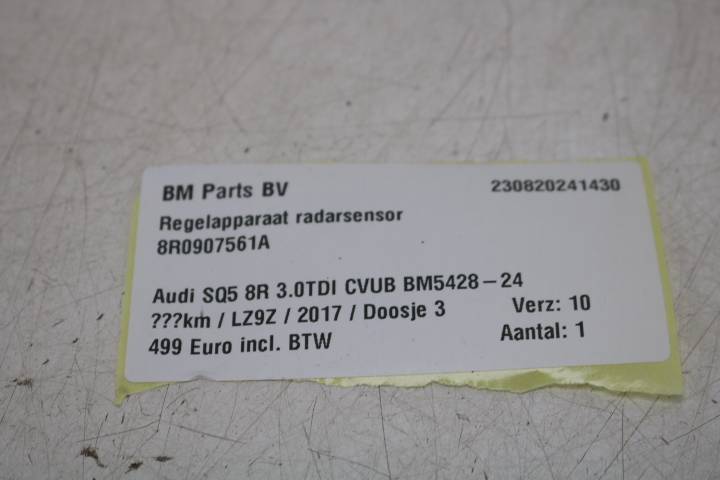 BM Parts BV 230820241430
Regelapparaat radarsensor
8R0907561A
Audi SQ5 8R 3.0TDI CVUB BM5428-24
???km / LZ9Z / 2017 / Doosje 3 Verz: 10
499 Euro incl. BTW Aantal: 1